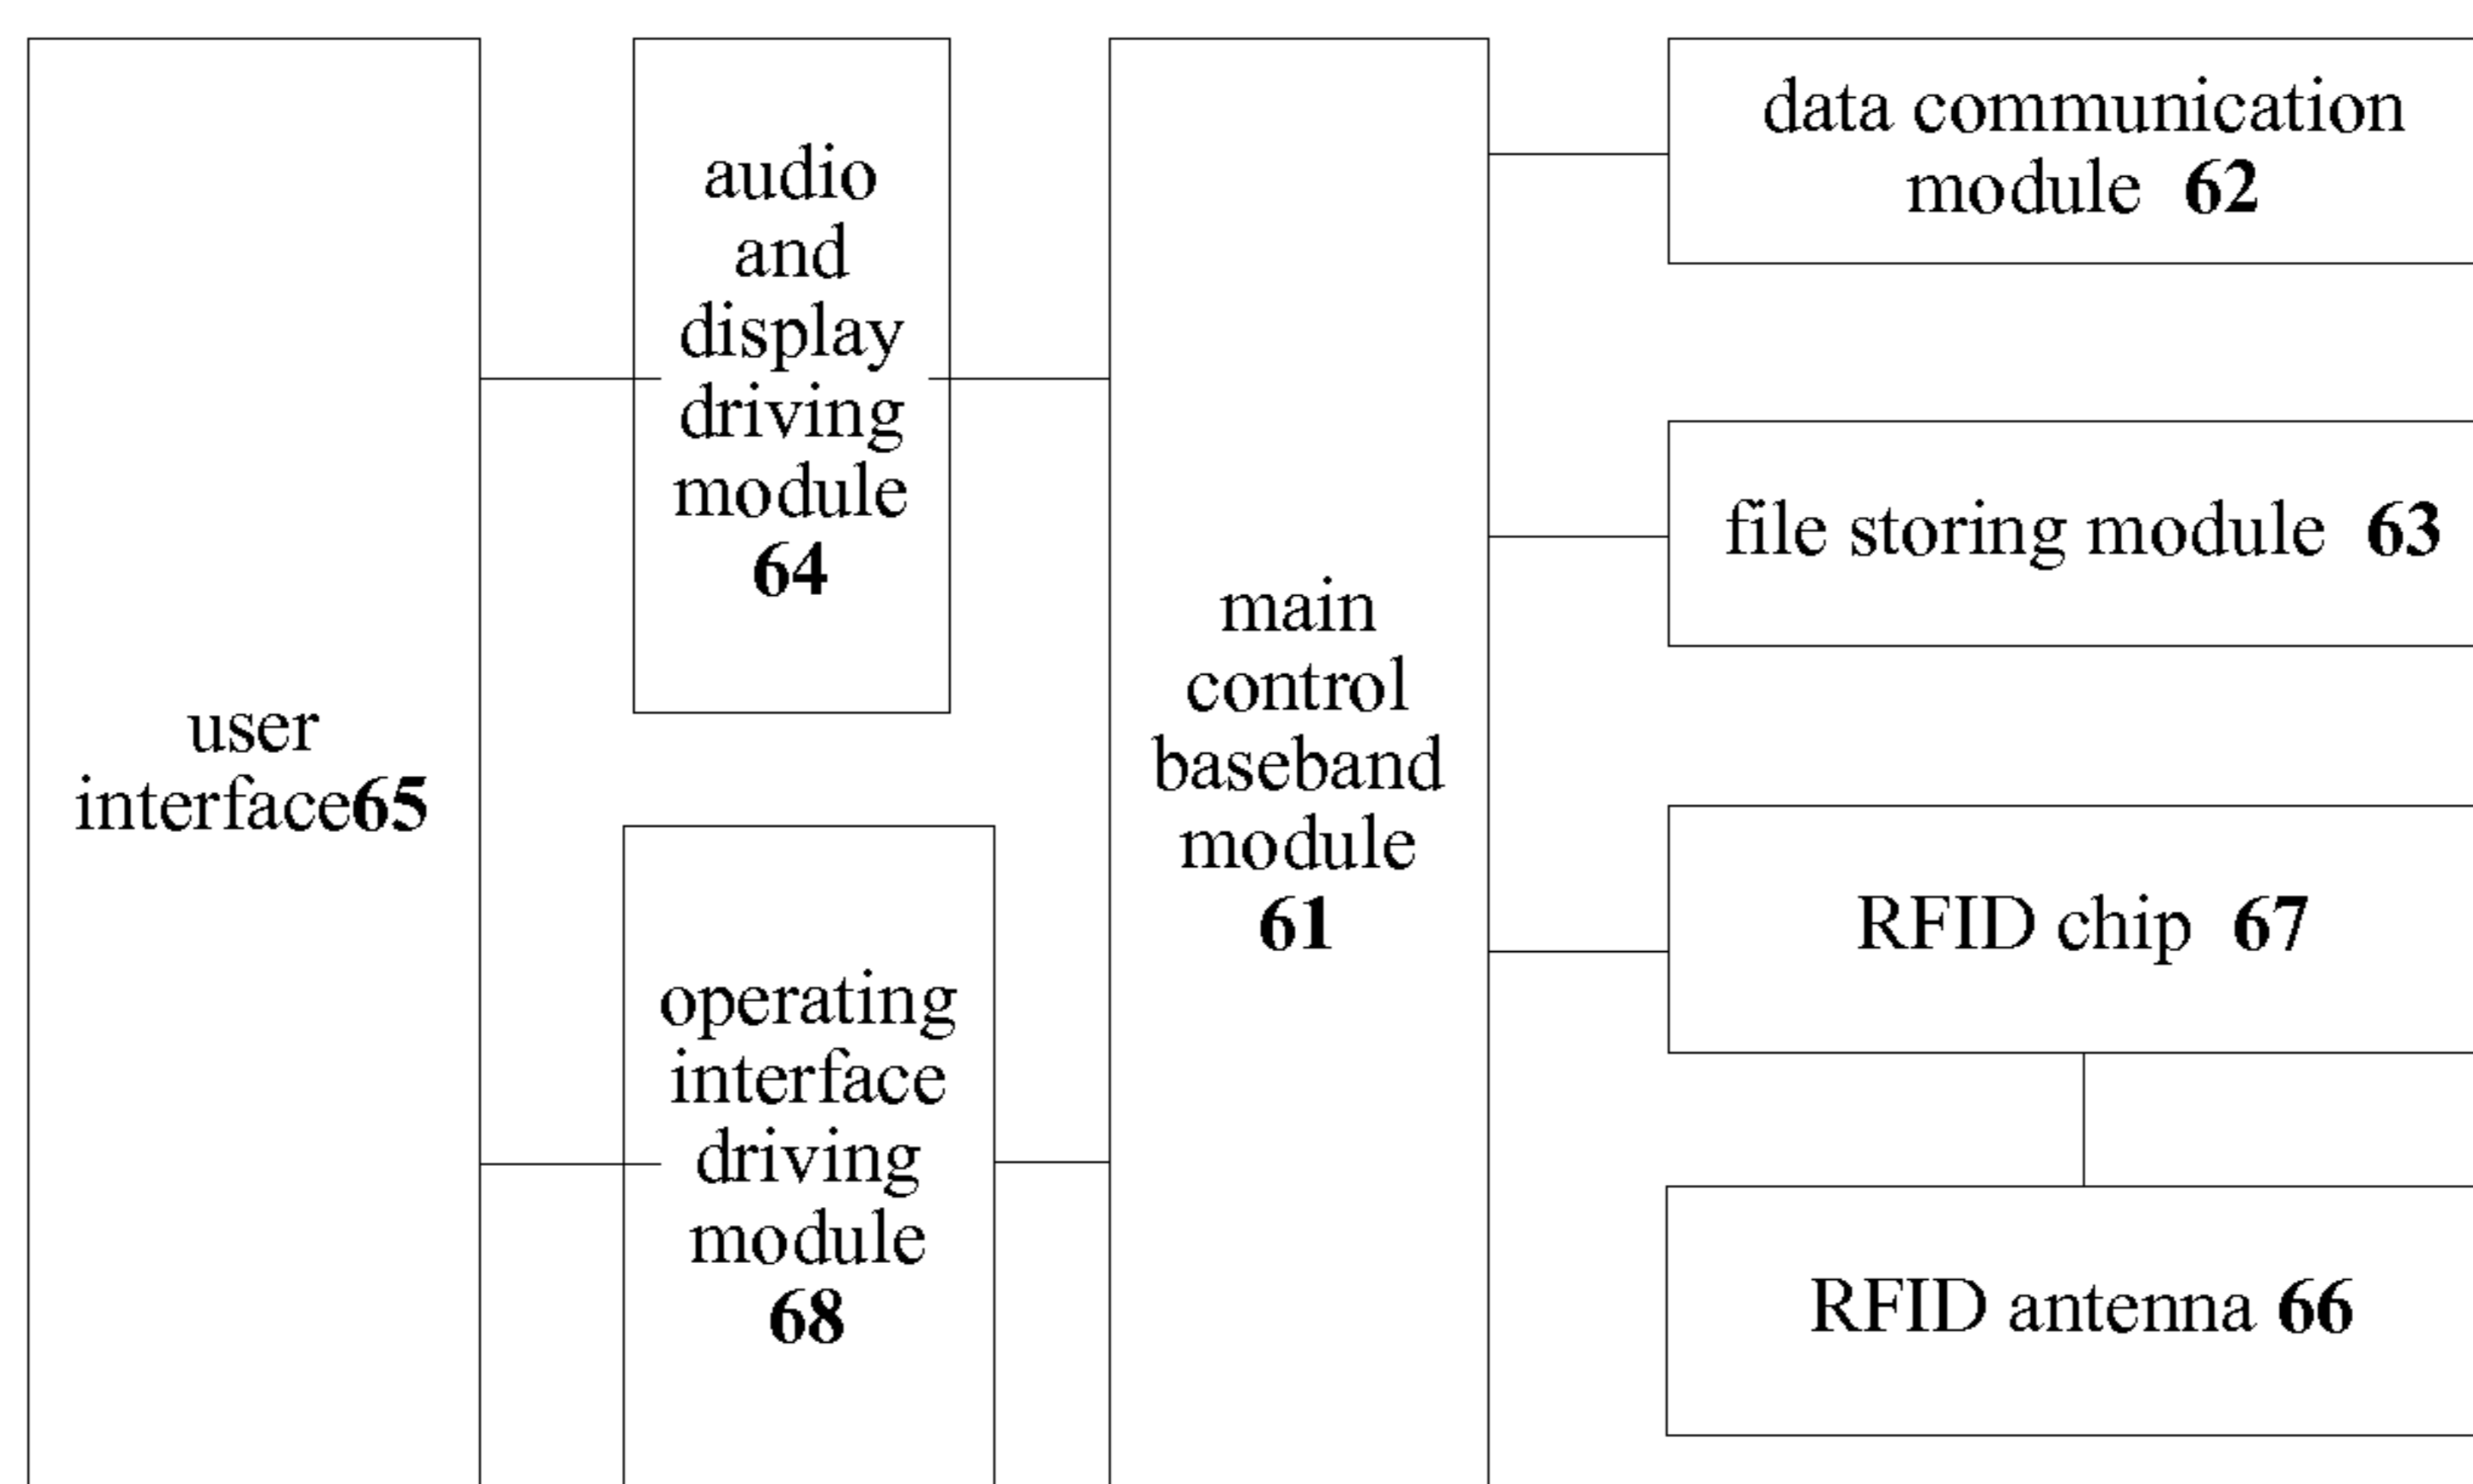 user
interface65
audio
and
display
driving
module
64
operating
interface
driving
module
68
main
control
baseband
module
61
data communication
module 62
file storing module 63
RFID chip 67
RFID antenna 66